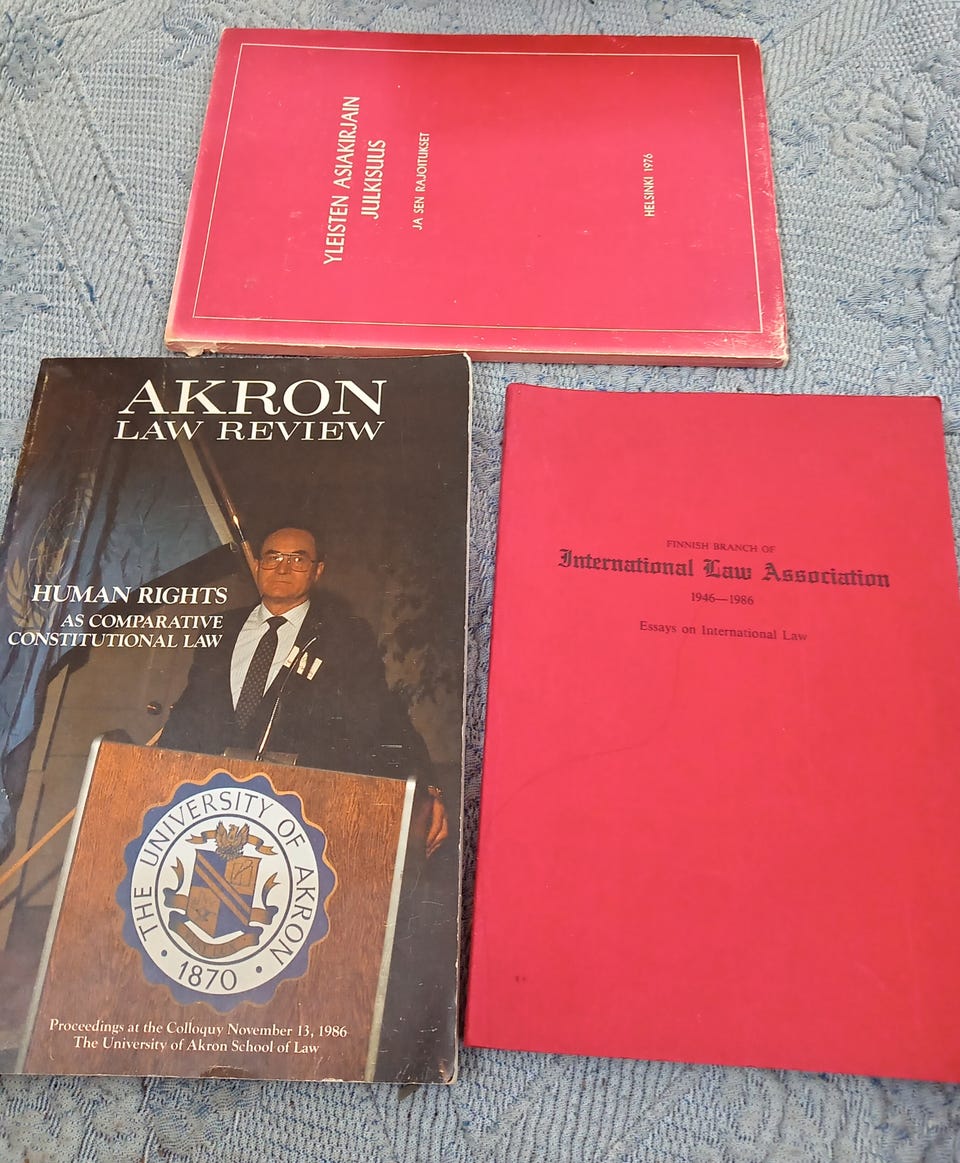 YLEISTEN ASIAKIRJAIN
JULKISUUS
JA SEN RAJOITUKSET
HELSINKI 1976
AKRON
LAW REVIEW
HUMAN RIGHTS
AS COMPARATIVE
CONSTITUTIONAL LAW
THE UNIVERSITY OF AKRON
• 1870 •
Proceedings at the Colloquy November 13, 1986
The University of Akron School of Law
FINNISH BRANCH OF
International Law Association
1946—1986
Essays on International Law